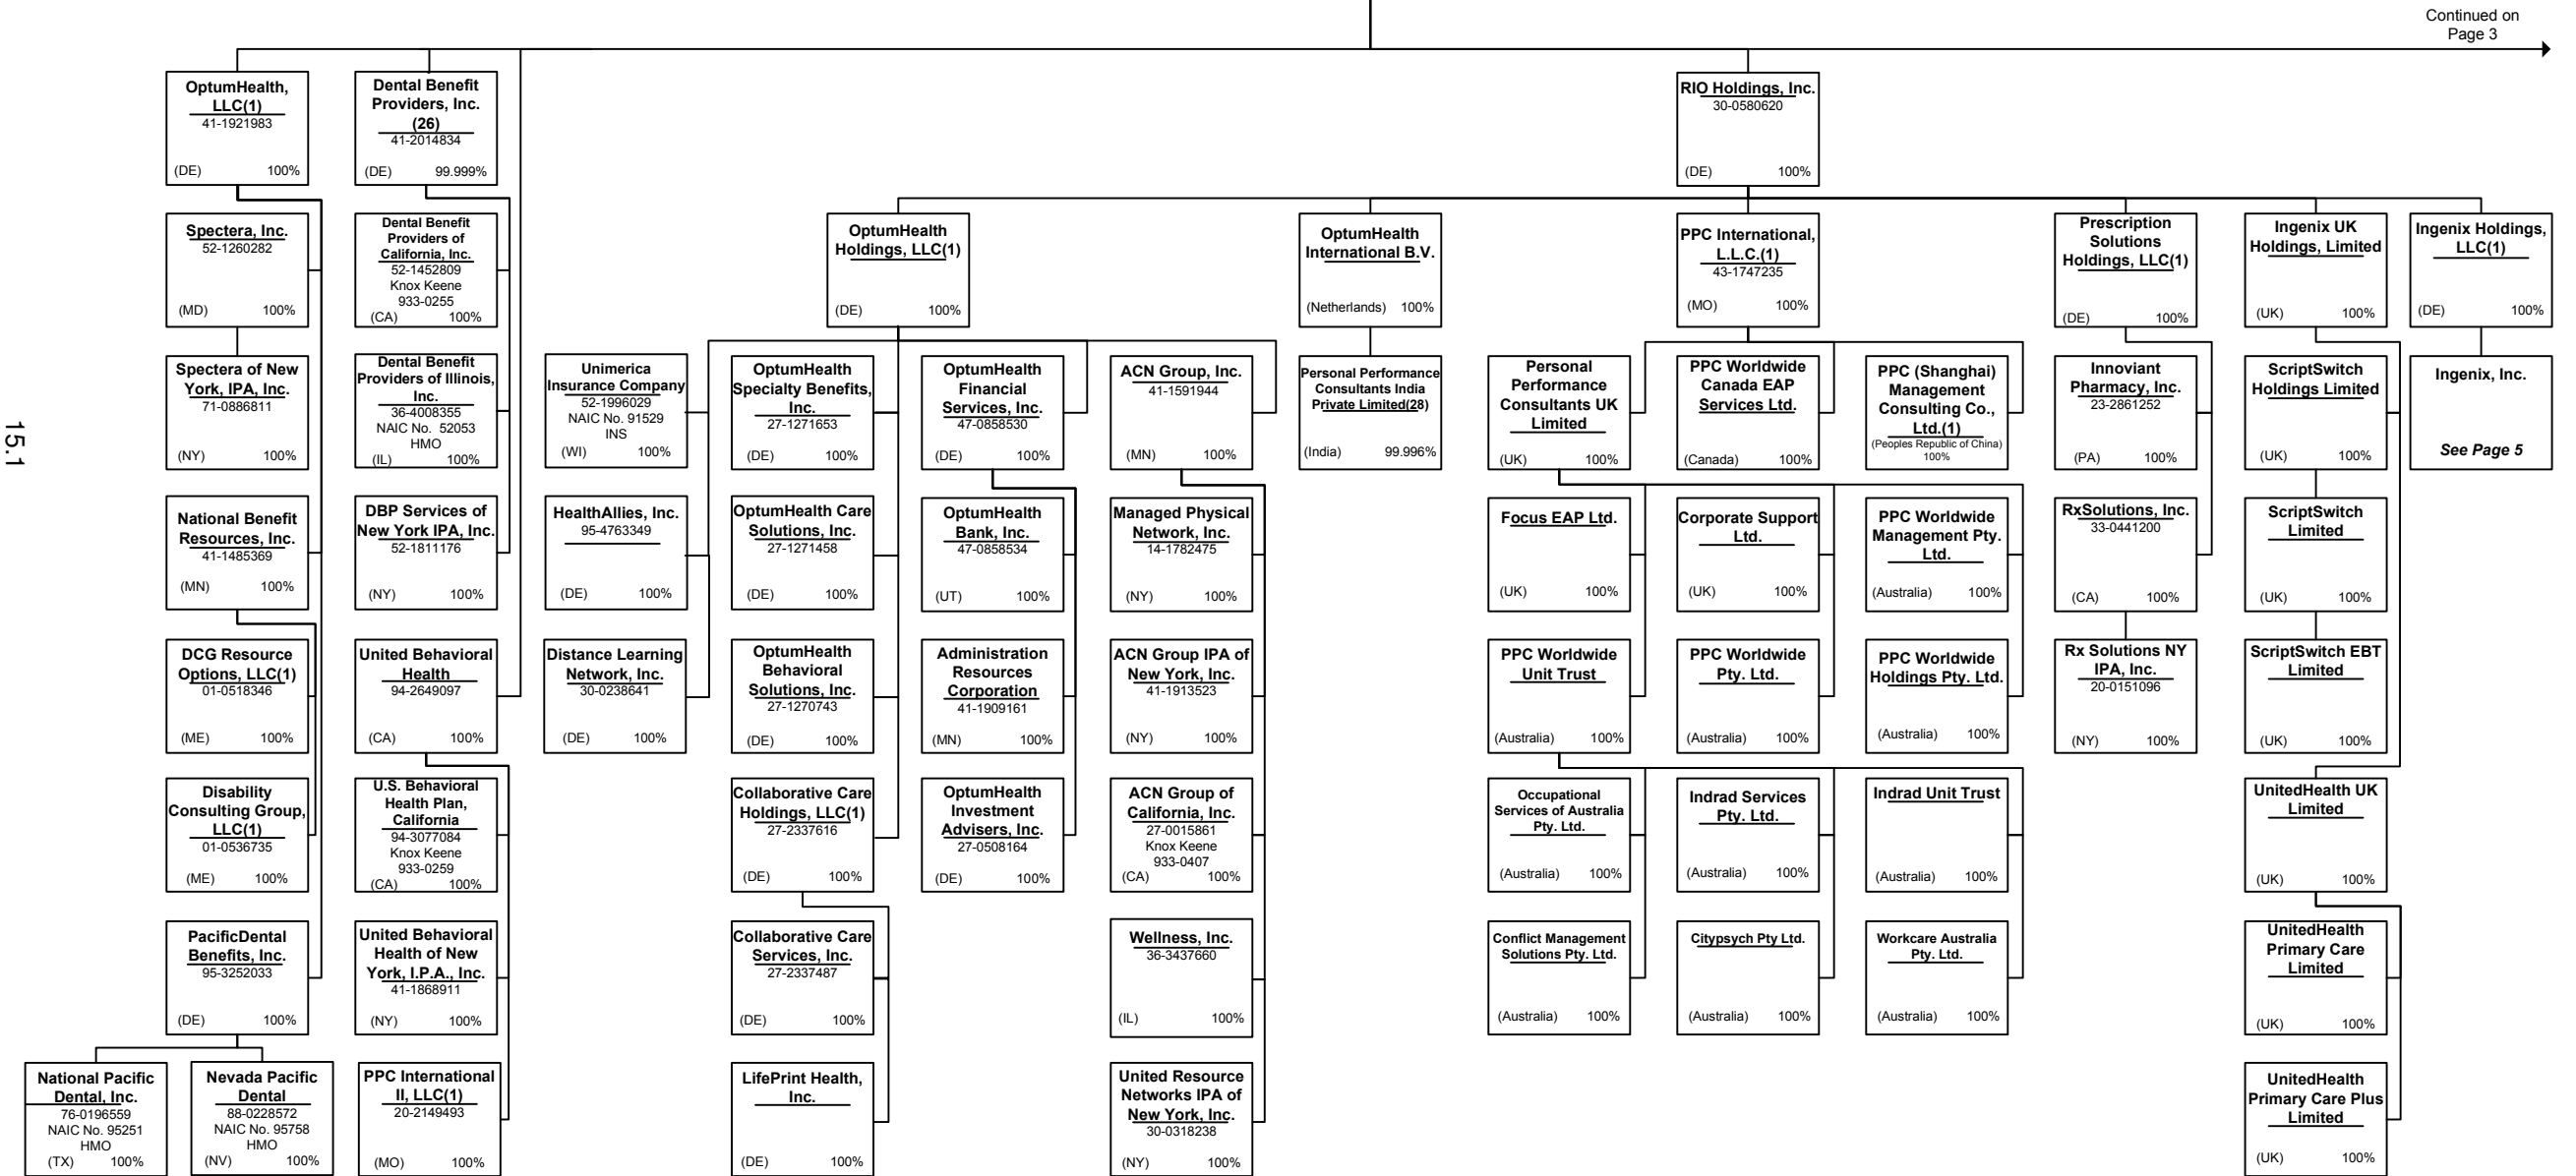 Continued on
Page 3
OptumHealth,
LLC(1)
41-1921983
(DE) 100%
Dental Benefit
Providers, Inc.
(26)
41-2014834
(DE) 99.999%
RIO Holdings, Inc.
30-0580620
(DE) 100%
Spectera, Inc.
52-1260282
(MD) 100%
Dental Benefit
Providers of
California, Inc.
52-1452809
Knox Keene
933-0255
(CA) 100%
OptumHealth
Holdings, LLC(1)
(DE) 100%
OptumHealth
International B.V.
(Netherlands) 100%
PPC International,
L.L.C.(1)
43-1747235
(MO) 100%
Prescription
Solutions
Holdings, LLC(1)
(DE) 100%
Ingenix UK
Holdings, Limited
(UK) 100%
Ingenix Holdings,
LLC(1)
(DE) 100%
Spectera of New
York, IPA, Inc.
71-0886811
(NY) 100%
Dental Benefit
Providers of Illinois,
Inc.
36-4008355
NAIC No. 52053
HMO
(IL) 100%
Unimerica
Insurance Company
52-1996029
NAIC No. 91529
INS
(WI) 100%
OptumHealth
Specialty Benefits,
Inc.
27-1271653
(DE) 100%
OptumHealth
Financial
Services, Inc.
47-0858530
(DE) 100%
ACN Group, Inc.
41-1591944
(MN) 100%
Personal Performance
Consultants India
Private Limited(28)
(India) 99.996%
Personal
Performance
Consultants UK
Limited
(UK) 100%
PPC Worldwide
Canada EAP
Services Ltd.
(Canada) 100%
PPC (Shanghai)
Management
Consulting Co.,
Ltd.(1)
(Peoples Republic of China)
100%
Innoviant
Pharmacy, Inc.
23-2861252
(PA) 100%
ScriptSwitch
Holdings Limited
(UK) 100%
Ingenix, Inc.
See Page 5
15.1
National Benefit
Resources, Inc.
41-1485369
(MN) 100%
DBP Services of
New York IPA, Inc.
52-1811176
(NY) 100%
HealthAllies, Inc.
95-4763349
(DE) 100%
OptumHealth Care
Solutions, Inc.
27-1271458
(DE) 100%
OptumHealth
Bank, Inc.
47-0858534
(UT) 100%
Managed Physical
Network, Inc.
14-1782475
(NY) 100%
Focus EAP Ltd.
(UK) 100%
Corporate Support
Ltd.
(UK) 100%
PPC Worldwide
Management Pty.
Ltd.
(Australia) 100%
RxSolutions, Inc.
33-0441200
(CA) 100%
ScriptSwitch
Limited
(UK) 100%
DCG Resource
Options, LLC(1)
01-0518346
(ME) 100%
United Behavioral
Health
94-2649097
(CA) 100%
Distance Learning
Network, Inc.
30-0238641
(DE) 100%
OptumHealth
Behavioral
Solutions, Inc.
27-1270743
(DE) 100%
Administration
Resources
Corporation
41-1909161
(MN) 100%
ACN Group IPA of
New York, Inc.
41-1913523
(NY) 100%
PPC Worldwide
Unit Trust
(Australia) 100%
PPC Worldwide
Pty. Ltd.
(Australia) 100%
PPC Worldwide
Holdings Pty. Ltd.
(Australia) 100%
Rx Solutions NY
IPA, Inc.
20-0151096
(NY) 100%
ScriptSwitch EBT
Limited
(UK) 100%
Disability
Consulting Group,
LLC(1)
01-0536735
(ME) 100%
U.S. Behavioral
Health Plan,
California
94-3077084
Knox Keene
933-0259
(CA) 100%
Collaborative Care
Holdings, LLC(1)
27-2337616
(DE) 100%
OptumHealth
Investment
Advisers, Inc.
27-0508164
(DE) 100%
ACN Group of
California, Inc.
27-0015861
Knox Keene
933-0407
(CA) 100%
Occupational
Services of Australia
Pty. Ltd.
(Australia) 100%
Indrad Services
Pty. Ltd.
(Australia) 100%
Indrad Unit Trust
(Australia) 100%
UnitedHealth UK
Limited
(UK) 100%
PacificDental
Benefits, Inc.
95-3252033
(DE) 100%
United Behavioral
Health of New
York, I.P.A., Inc.
41-1868911
(NY) 100%
Collaborative Care
Services, Inc.
27-2337487
(DE) 100%
Wellness, Inc.
36-3437660
(IL) 100%
Conflict Management
Solutions Pty. Ltd.
(Australia) 100%
Citypsych Pty Ltd.
(Australia) 100%
Workcare Australia
Pty. Ltd.
(Australia) 100%
UnitedHealth
Primary Care
Limited
(UK) 100%
National Pacific
Dental, Inc.
76-0196559
NAIC No. 95251
HMO
(TX) 100%
Nevada Pacific
Dental
88-0228572
NAIC No. 95758
HMO
(NV) 100%
PPC International
II, LLC(1)
20-2149493
(MO) 100%
LifePrint Health,
Inc.
(DE) 100%
United Resource
Networks IPA of
New York, Inc.
30-0318238
(NY) 100%
UnitedHealth
Primary Care Plus
Limited
(UK) 100%